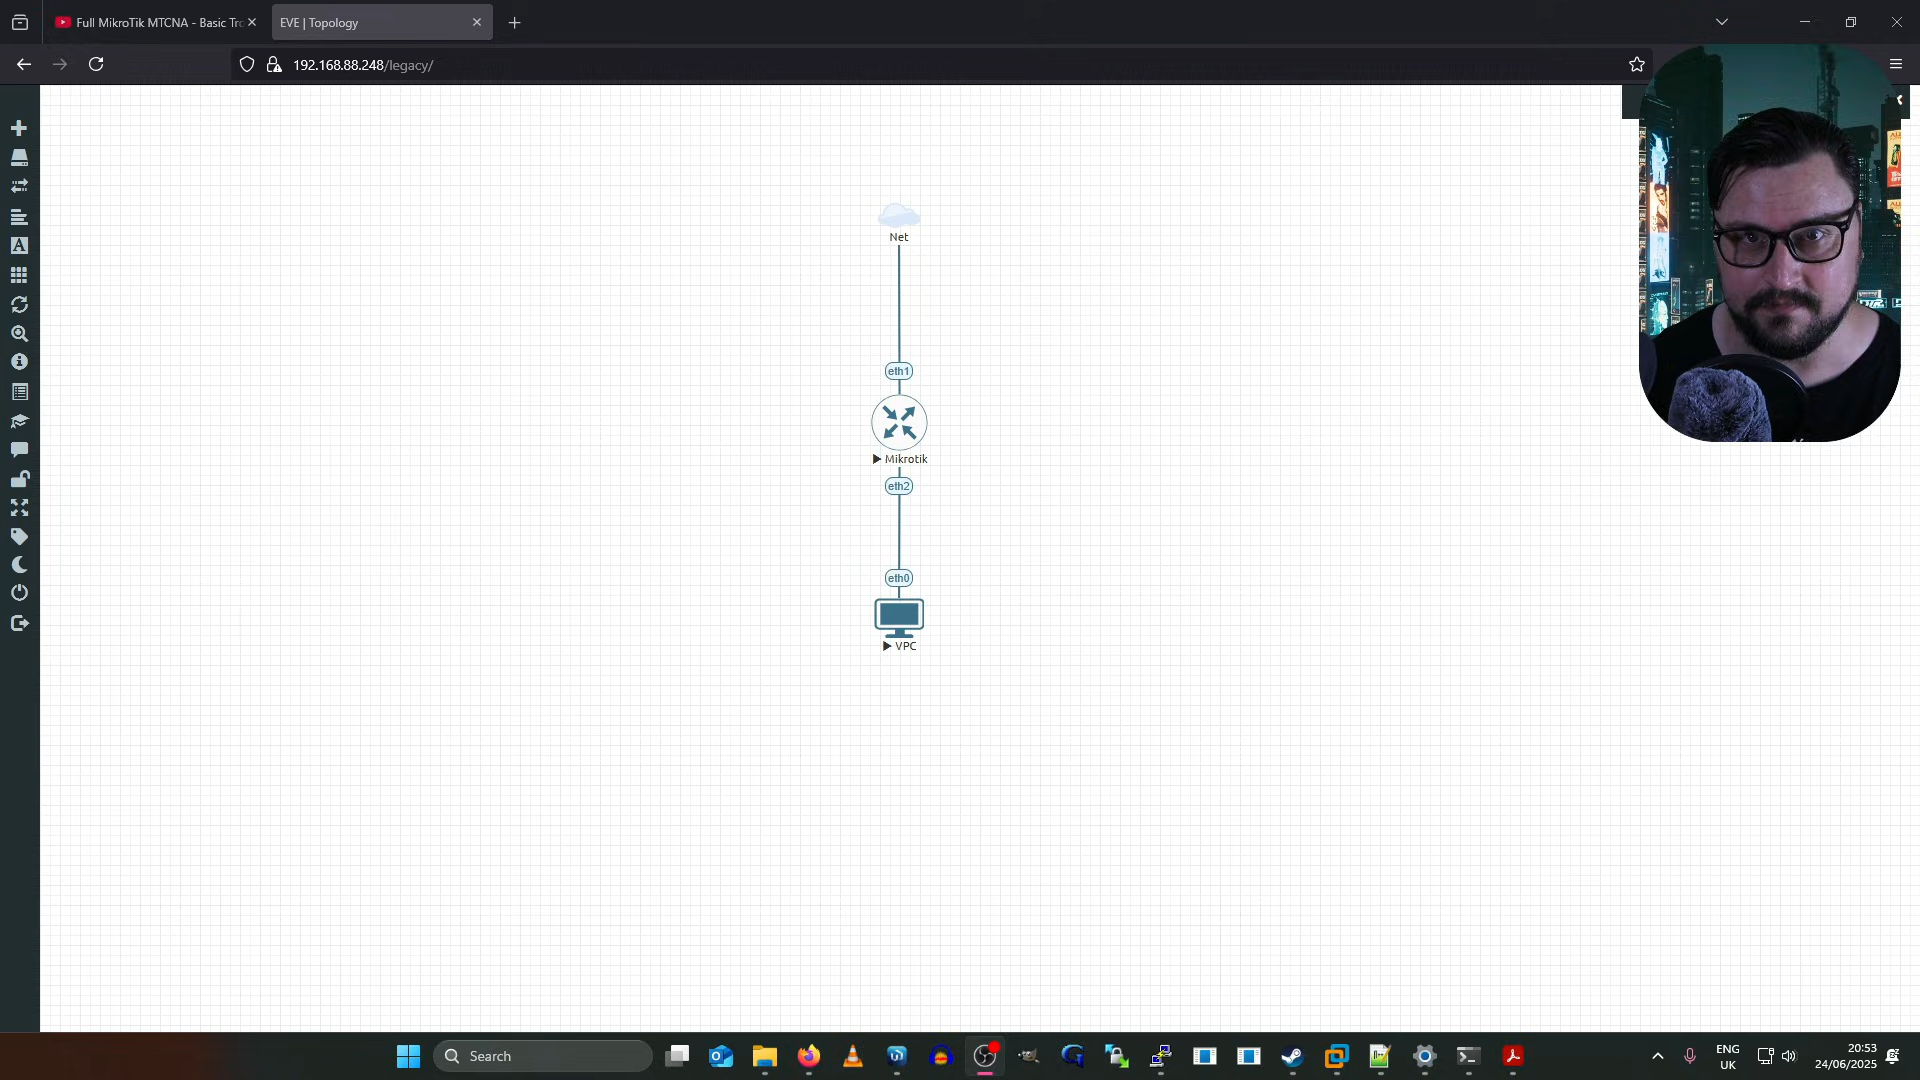 Full MikroTik MTCNA - Basic Tro
EVE | Topology
192.168.88.248/legacy/
Net
eth1
Mikrotik
eth2
eth0
VPC
Search
ENG
UK
20:53
24/06/2025